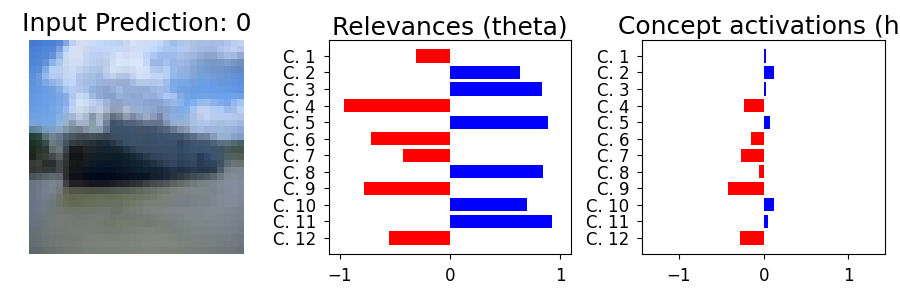 Input Prediction: 0
Relevances (theta)
Concept activations (h
C. 1
C. 2
C. 3
C. 4
C. 5
C. 6
C. 7
C. 8
C. 9
C. 10
C. 11
C. 12
−1
0
1
C. 1
C. 2
C. 3
C. 4
C. 5
C. 6
C. 7
C. 8
C. 9
C. 10
C. 11
C. 12
−1
0
1